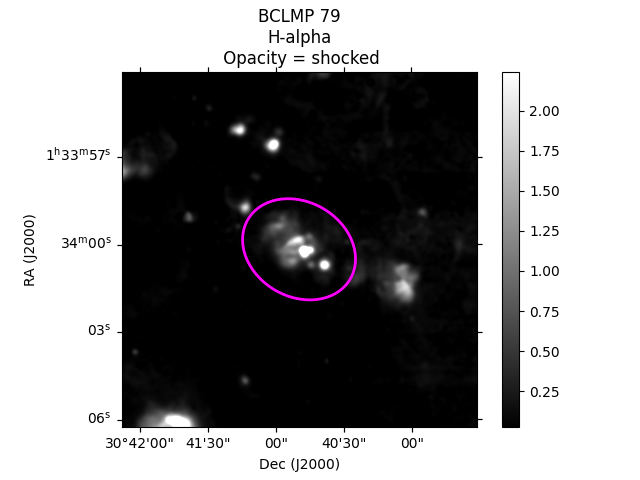 BCLMP 79
H-alpha
Opacity = shocked
1ʰ33ᵐ57ˢ
34ᵐ00ˢ
03ˢ
06ˢ
RA (J2000)
30°42'00" 41'30" 00" 40'30" 00"
Dec (J2000)
2.00
1.75
1.50
1.25
1.00
0.75
0.50
0.25